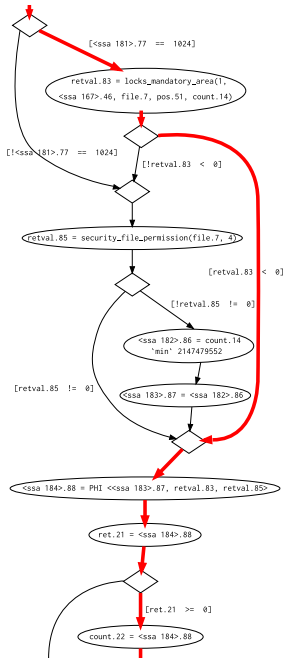 [<ssa 181>.77 == 1024]
retval.83 = locks_mandatory_area(1,
<ssa 167>.46, file.7, pos.51, count.14)
[!<ssa 181>.77 == 1024]
[!retval.83 < 0]
retval.85 = security_file_permission(file.7, 4)
[retval.83 < 0]
[!retval.85 != 0]
<ssa 182>.86 = count.14
`min` 2147479552
[retval.85 != 0]
<ssa 183>.87 = <ssa 182>.86
<ssa 184>.88 = PHI <<ssa 183>.87, retval.83, retval.85>
ret.21 = <ssa 184>.88
[ret.21 >= 0]
count.22 = <ssa 184>.88